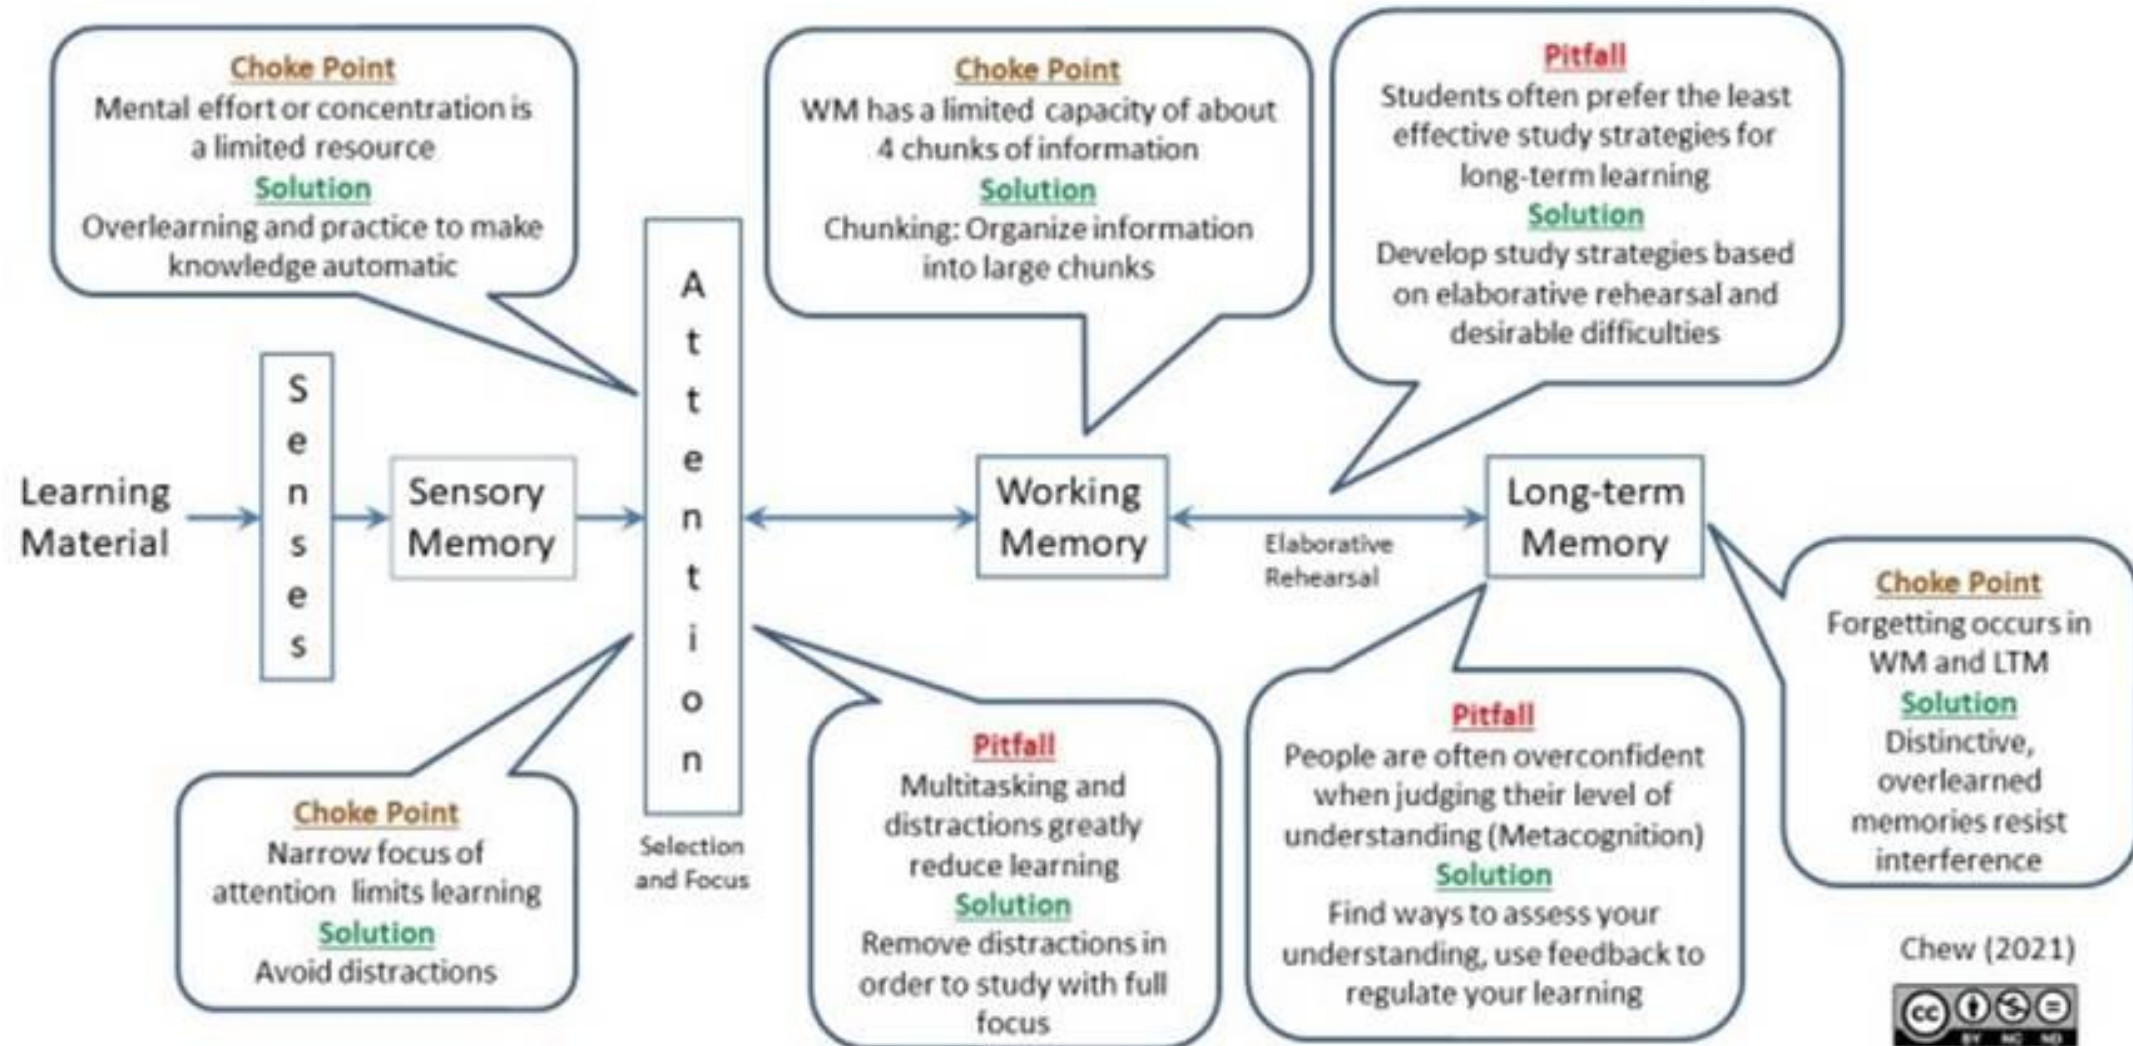 Choke Point
Mental effort or concentration is
a limited resource
Solution
Overlearning and practice to make
knowledge automatic
Choke Point
WM has a limited capacity of about
4 chunks of information
Solution
Chunking: Organize information
into large chunks
Pitfall
Students often prefer the least
effective study strategies for
long-term learning
Solution
Develop study strategies based
on elaborative rehearsal and
desirable difficulties
Learning
Material
Senses
Sensory
Memory
Attention
Selection
and Focus
Working
Memory
Elaborative
Rehearsal
Long-term
Memory
Choke Point
Narrow focus of
attention limits learning
Solution
Avoid distractions
Pitfall
Multitasking and
distractions greatly
reduce learning
Solution
Remove distractions in
order to study with full
focus
Pitfall
People are often overconfident
when judging their level of
understanding (Metacognition)
Solution
Find ways to assess your
understanding, use feedback to
regulate your learning
Choke Point
Forgetting occurs in
WM and LTM
Solution
Distinctive,
overlearned
memories resist
interference
Chew (2021)
cc
BY NC ND